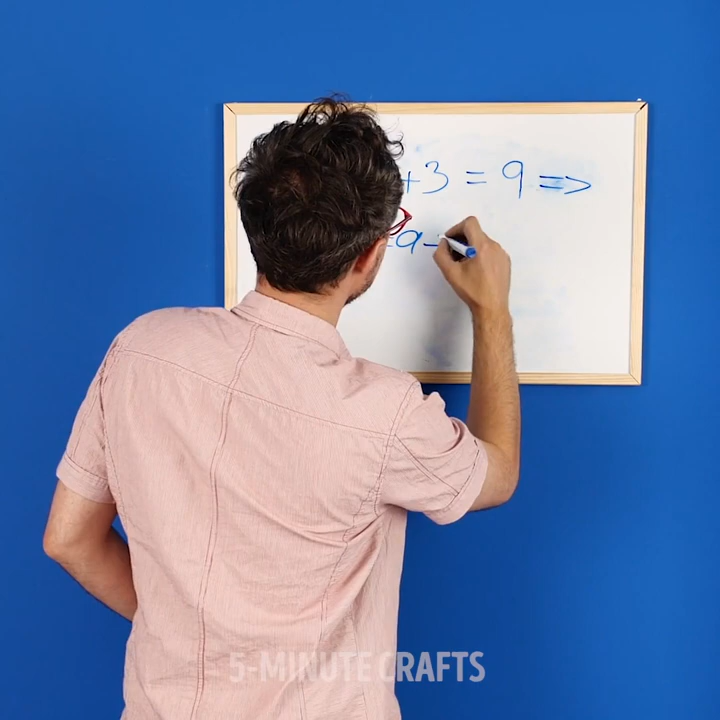 +3 = 9 =>
=9-
5-MINUTE CRAFTS